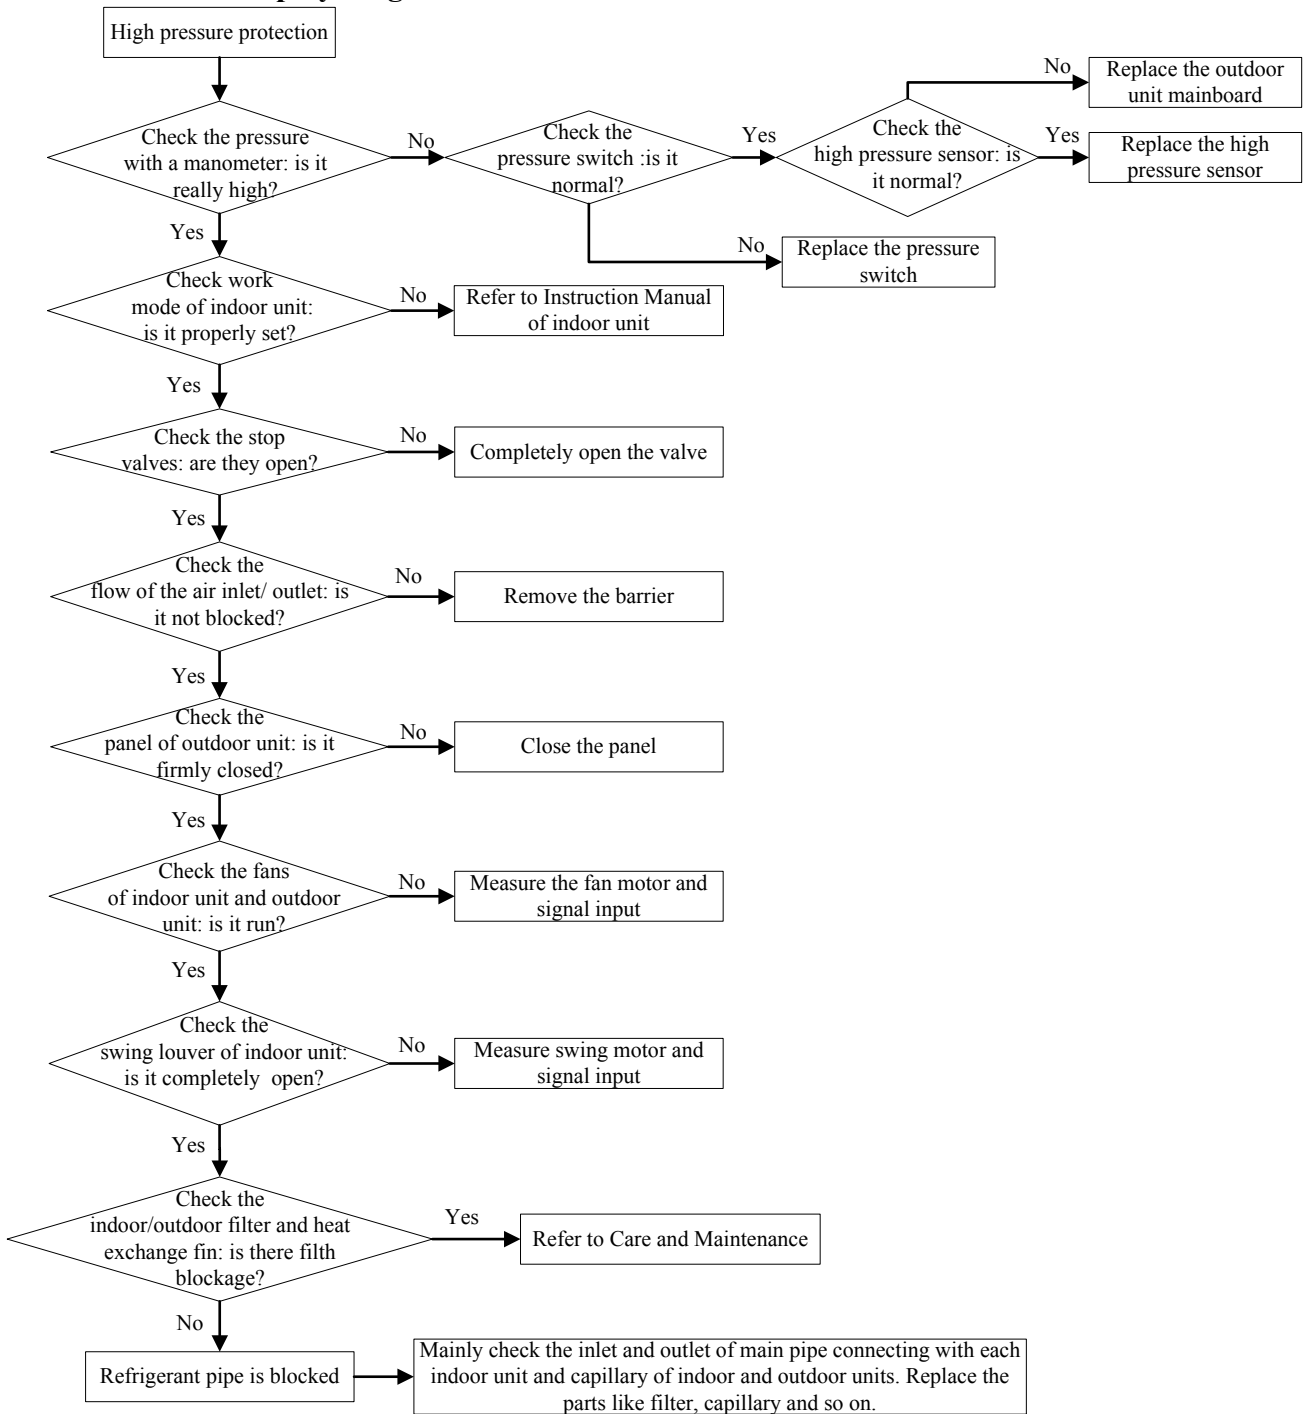 High pressure protection
Check the pressure
with a manometer: is it
really high?
No
Check the
pressure switch :is it
normal?
Yes
Check the
high pressure sensor: is
it normal?
No
Replace the outdoor
unit mainboard
Yes
Replace the high
pressure sensor
No
Replace the pressure
switch
Yes
Check work
mode of indoor unit:
is it properly set?
No
Refer to Instruction Manual
of indoor unit
Yes
Check the stop
valves: are they open?
No
Completely open the valve
Yes
Check the
flow of the air inlet/ outlet: is
it not blocked?
No
Remove the barrier
Yes
Check the
panel of outdoor unit: is it
firmly closed?
No
Close the panel
Yes
Check the fans
of indoor unit and outdoor
unit: is it run?
No
Measure the fan motor and
signal input
Yes
Check the
swing louver of indoor unit:
is it completely open?
No
Measure swing motor and
signal input
Yes
Check the
indoor/outdoor filter and heat
exchange fin: is there filth
blockage?
Yes
Refer to Care and Maintenance
No
Refrigerant pipe is blocked
Mainly check the inlet and outlet of main pipe connecting with each
indoor unit and capillary of indoor and outdoor units. Replace the
parts like filter, capillary and so on.